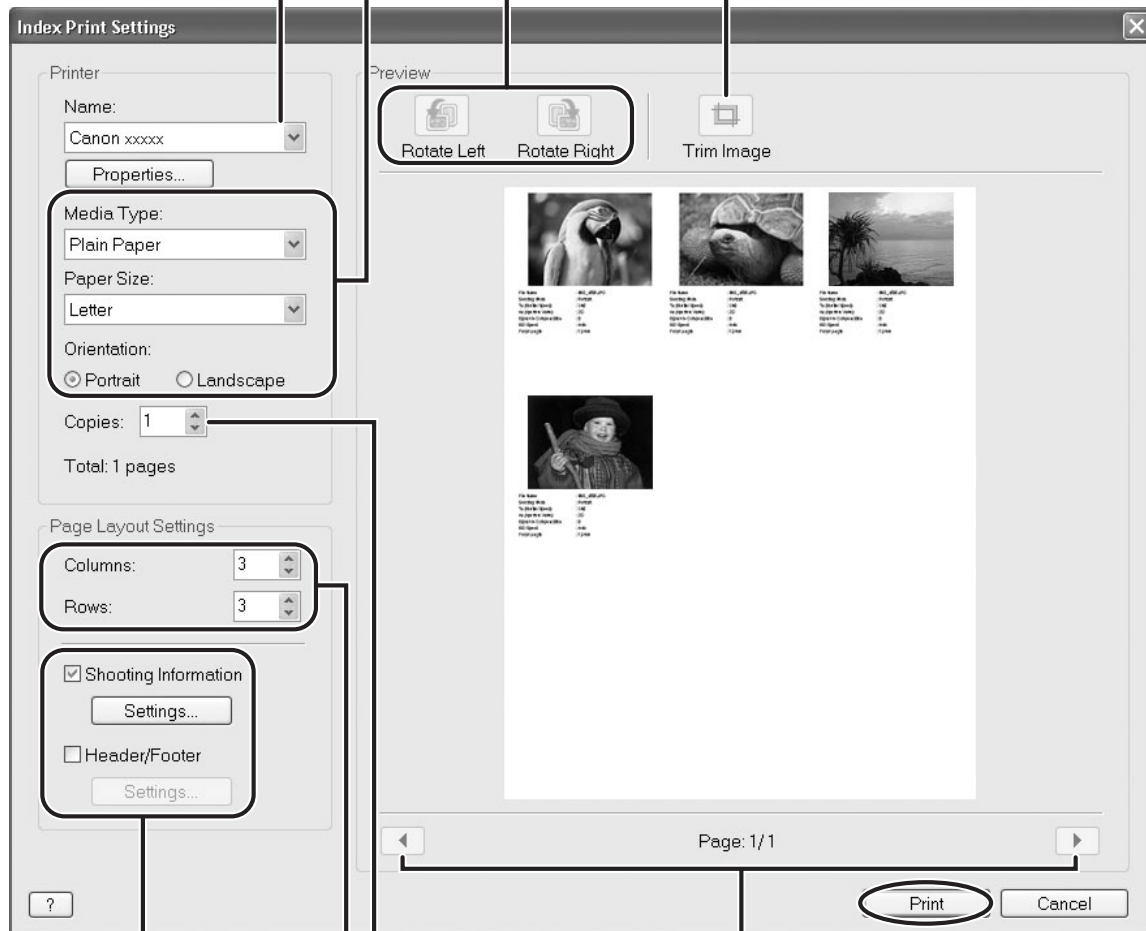 Index Print Settings
Printer
Name:
Canon xxxxx
Properties...
Media Type:
Plain Paper
Paper Size:
Letter
Orientation:
Portrait Landscape
Copies: 1
Total: 1 pages
Page Layout Settings
Columns: 3
Rows: 3
Shooting Information
Settings...
Header/Footer
Settings...
Preview
Rotate Left Rotate Right Trim Image
Page: 1/1
?
Print Cancel